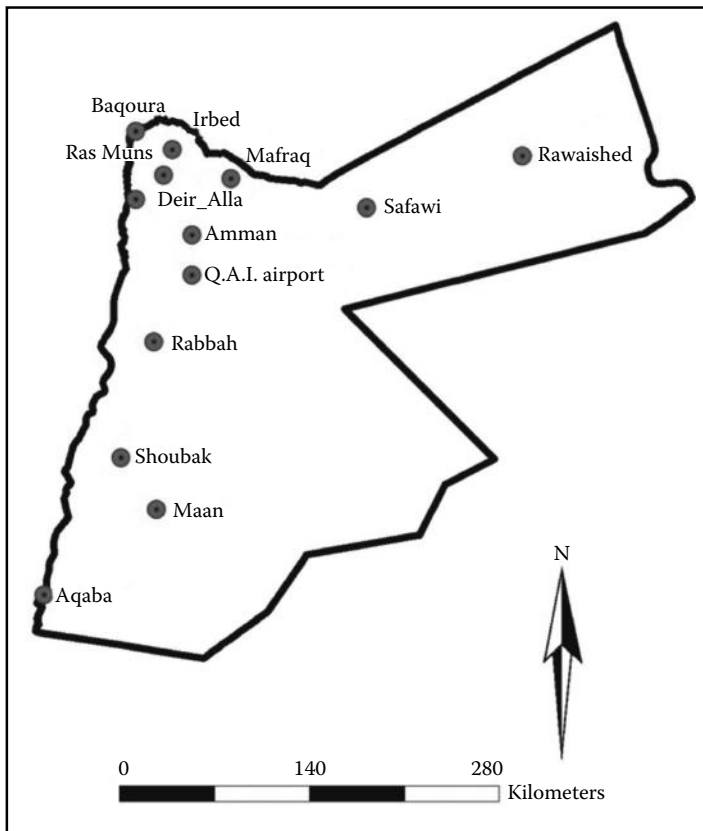 Baqoura
Irbed
Ras Muns
Mafraq
Rawaished
Deir_Alla
Safawi
Amman
Q.A.I. airport
Rabbah
Shoubak
Maan
N
Aqaba
0 140 280
Kilometers